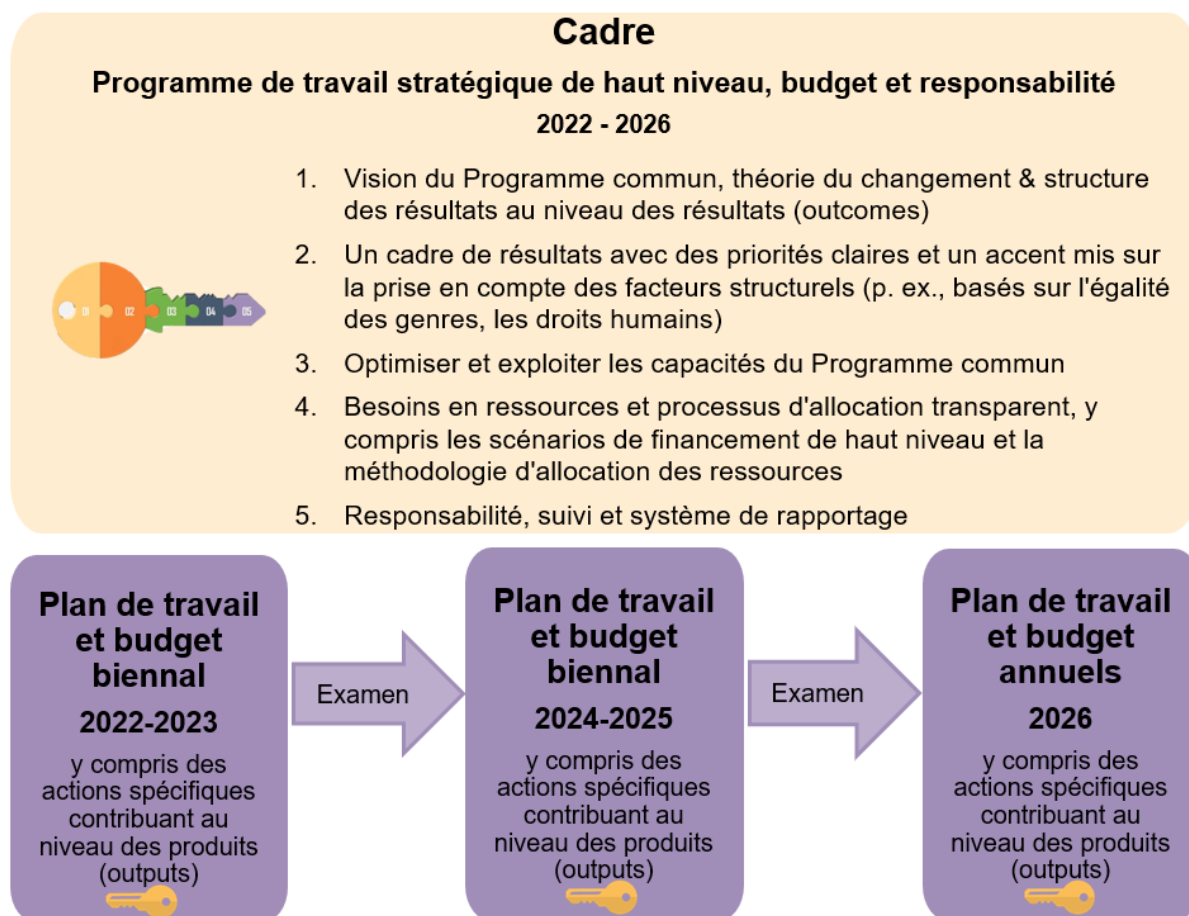 Cadre
Programme de travail stratégique de haut niveau, budget et responsabilité
2022 - 2026
1. Vision du Programme commun, théorie du changement & structure
des résultats au niveau des résultats (outcomes)
2. Un cadre de résultats avec des priorités claires et un accent mis sur
la prise en compte des facteurs structurels (p. ex., basés sur l'égalité
des genres, les droits humains)
3. Optimiser et exploiter les capacités du Programme commun
4. Besoins en ressources et processus d'allocation transparent, y
compris les scénarios de financement de haut niveau et la
méthodologie d'allocation des ressources
5. Responsabilité, suivi et système de rapportage
01 02 03 04 05
Plan de travail
et budget
biennal
2022-2023
y compris des
actions spécifiques
contribuant au
niveau des produits
(outputs)
Examen
Plan de travail
et budget
biennal
2024-2025
y compris des
actions spécifiques
contribuant au
niveau des produits
(outputs)
Examen
Plan de travail
et budget
annuels
2026
y compris des
actions spécifiques
contribuant au
niveau des produits
(outputs)